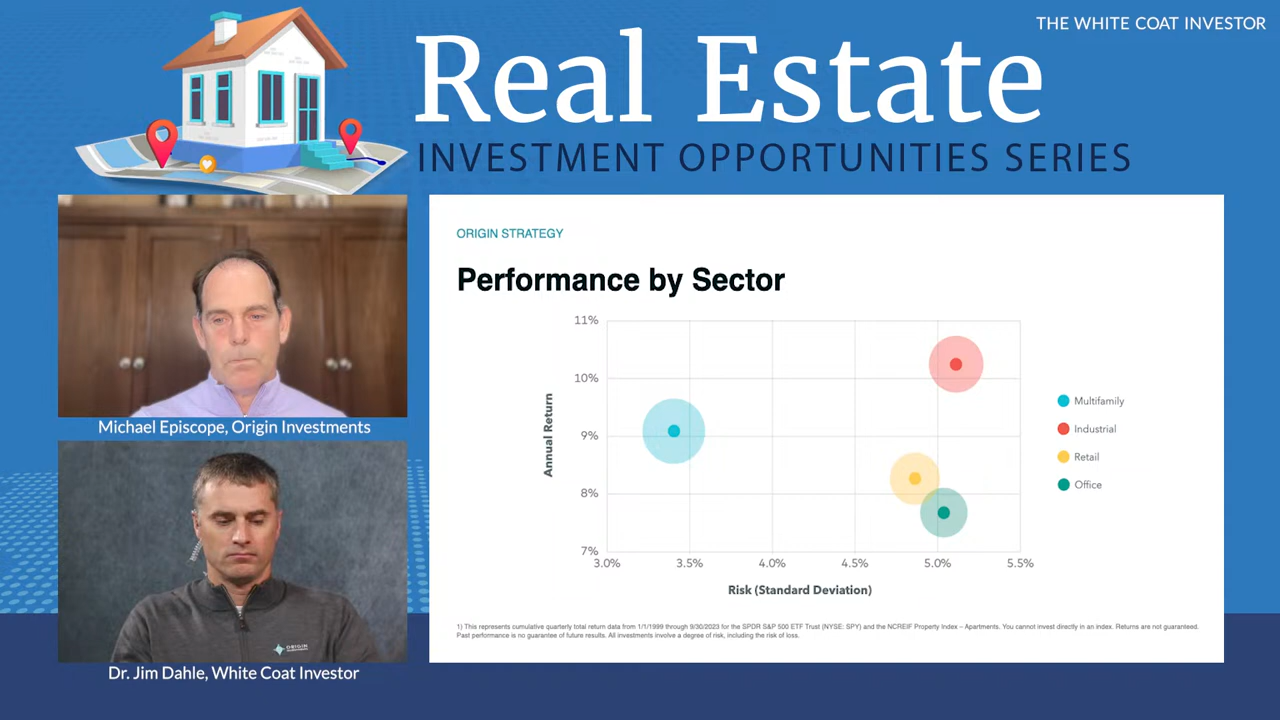 THE WHITE COAT INVESTOR
Real Estate
INVESTMENT OPPORTUNITIES SERIES
ORIGIN STRATEGY
Performance by Sector
11%
10%
9%
8%
7%
Annual Return
3.0% 3.5% 4.0% 4.5% 5.0% 5.5%
Risk (Standard Deviation)
Multifamily
Industrial
Retail
Office
1) This represents cumulative quarterly total return data from 1/1/1999 through 9/30/2023 for the SPDR S&P 500 ETF Trust (NYSE: SPY) and the NCREIF Property Index – Apartments. You cannot invest directly in an index. Returns are not guaranteed.
Past performance is no guarantee of future results. All investments involve a degree of risk, including the risk of loss.
Michael Episcope, Origin Investments
ORIGIN
Dr. Jim Dahle, White Coat Investor